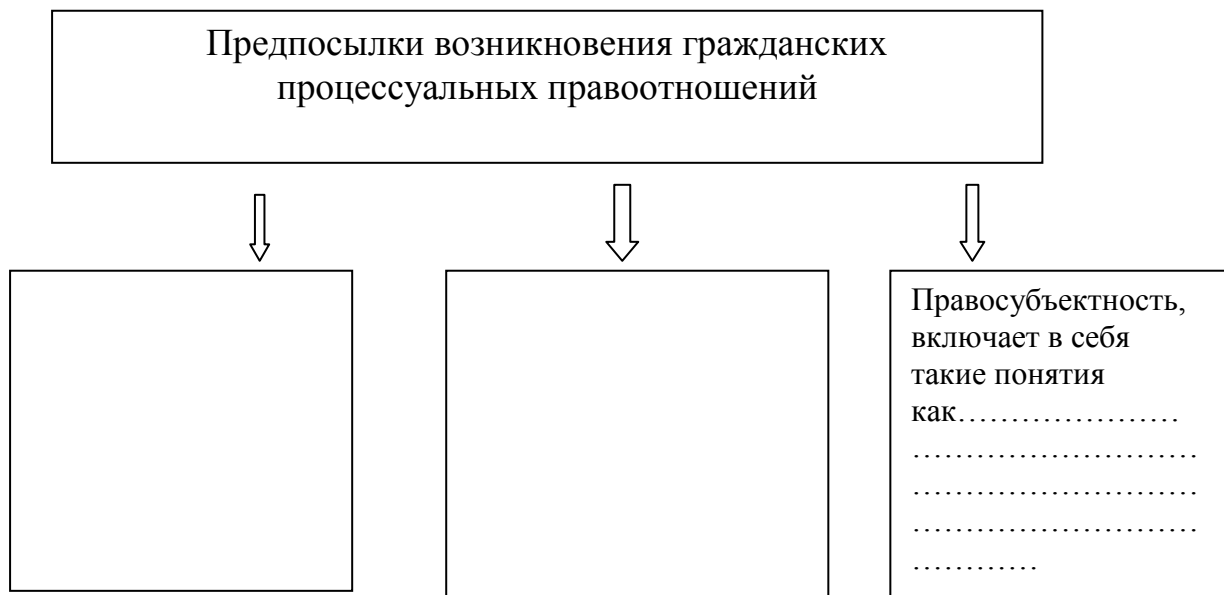 Предпосылки возникновения гражданских
процессуальных правоотношений
Правосубъектность,
включает в себя
такие понятия
как…………………
………………………
………………………
………………………
…………